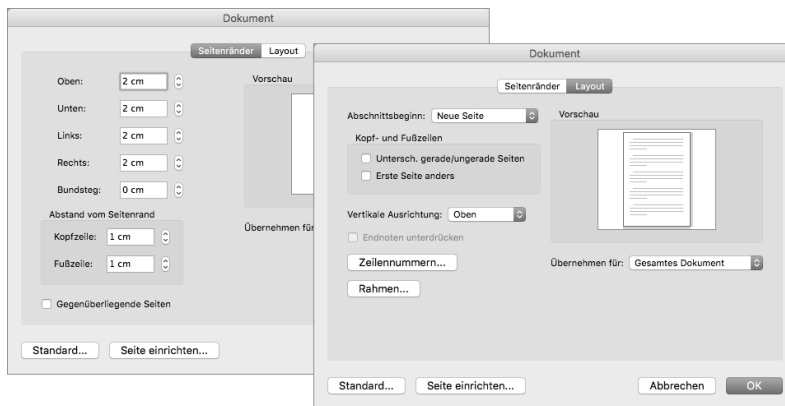 Dokument
Seitenränder Layout
Oben: 2 cm
Unten: 2 cm
Links: 2 cm
Rechts: 2 cm
Bundsteg: 0 cm
Abstand vom Seitenrand
Kopfzeile: 1 cm
Fußzeile: 1 cm
Gegenüberliegende Seiten
Vorschau
Übernehmen für
Standard... Seite einrichten...
Dokument
Seitenränder Layout
Abschnittsbeginn: Neue Seite
Kopf- und Fußzeilen
Untersch. gerade/ungerade Seiten
Erste Seite anders
Vertikale Ausrichtung: Oben
Endnoten unterdrücken
Zeilennummern...
Rahmen...
Vorschau
Übernehmen für: Gesamtes Dokument
Standard... Seite einrichten... Abbrechen OK